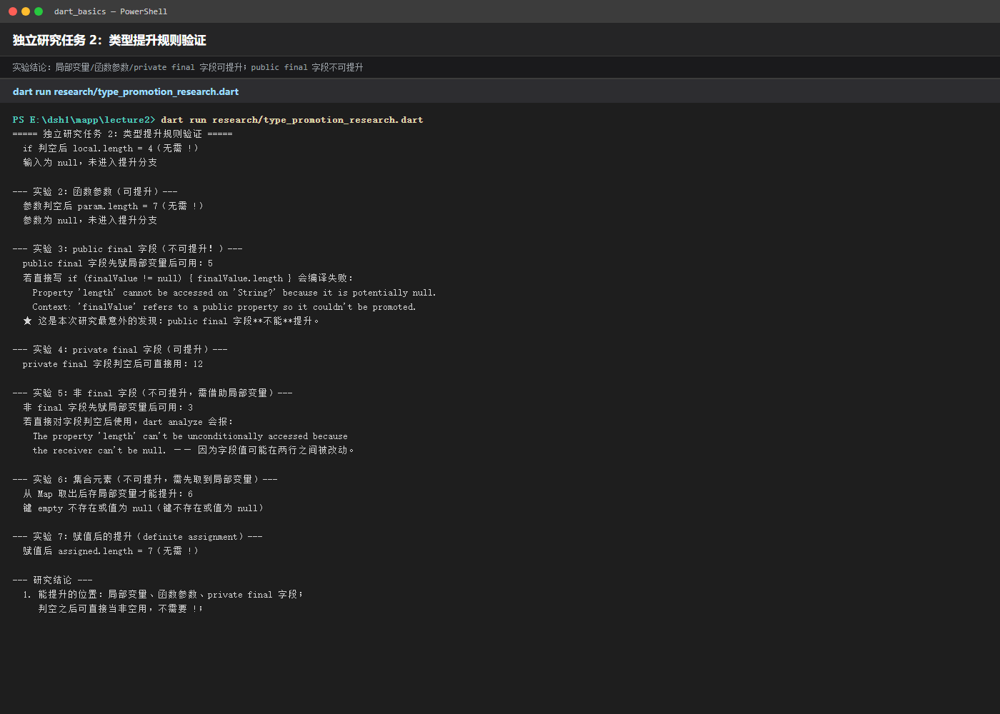 dart_basics — PowerShell
独立研究任务 2：类型提升规则验证
实验结论：局部变量/函数参数/private final 字段可提升；public final 字段不可提升
dart run research/type_promotion_research.dart
PS E:\dsh1\mapp\lecture2> dart run research/type_promotion_research.dart
===== 独立研究任务 2：类型提升规则验证 =====
if 判空后 local.length = 4（无需 !）
输入为 null，未进入提升分支
--- 实验 2：函数参数（可提升）---
参数判空后 param.length = 7（无需 !）
参数为 null，未进入提升分支
--- 实验 3：public final 字段（不可提升！）---
public final 字段先赋局部变量后可用：5
若直接写 if (finalValue != null) { finalValue.length } 会编译失败：
Property 'length' cannot be accessed on 'String?' because it is potentially null.
Context: 'finalValue' refers to a public property so it couldn't be promoted.
★ 这是本次研究最意外的发现：public final 字段**不能**提升。
--- 实验 4：private final 字段（可提升）---
private final 字段判空后可直接用：12
--- 实验 5：非 final 字段（不可提升，需借助局部变量）---
非 final 字段先赋局部变量后可用：3
若直接对字段判空后使用，dart analyze 会报：
The property 'length' can't be unconditionally accessed because
the receiver can't be null. —— 因为字段值可能在两行之间被改动。
--- 实验 6：集合元素（不可提升，需先取到局部变量）---
从 Map 取出后存局部变量才能提升：6
键 empty 不存在或值为 null（键不存在或值为 null）
--- 实验 7：赋值后的提升（definite assignment）---
赋值后 assigned.length = 7（无需 !）
--- 研究结论 ---
1. 能提升的位置：局部变量、函数参数、private final 字段；
判空之后可直接当非空用，不需要 !；